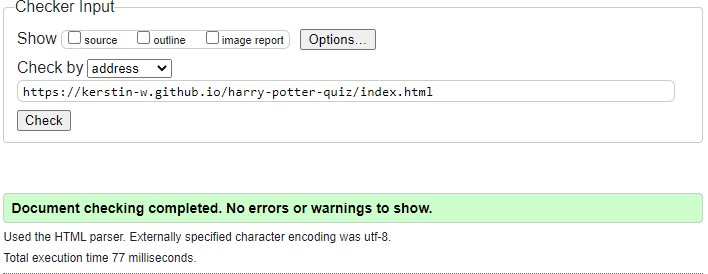 Checker Input
Show source outline image report Options...
Check by address
https://kerstin-w.github.io/harry-potter-quiz/index.html
Check
Document checking completed. No errors or warnings to show.
Used the HTML parser. Externally specified character encoding was utf-8.
Total execution time 77 milliseconds.